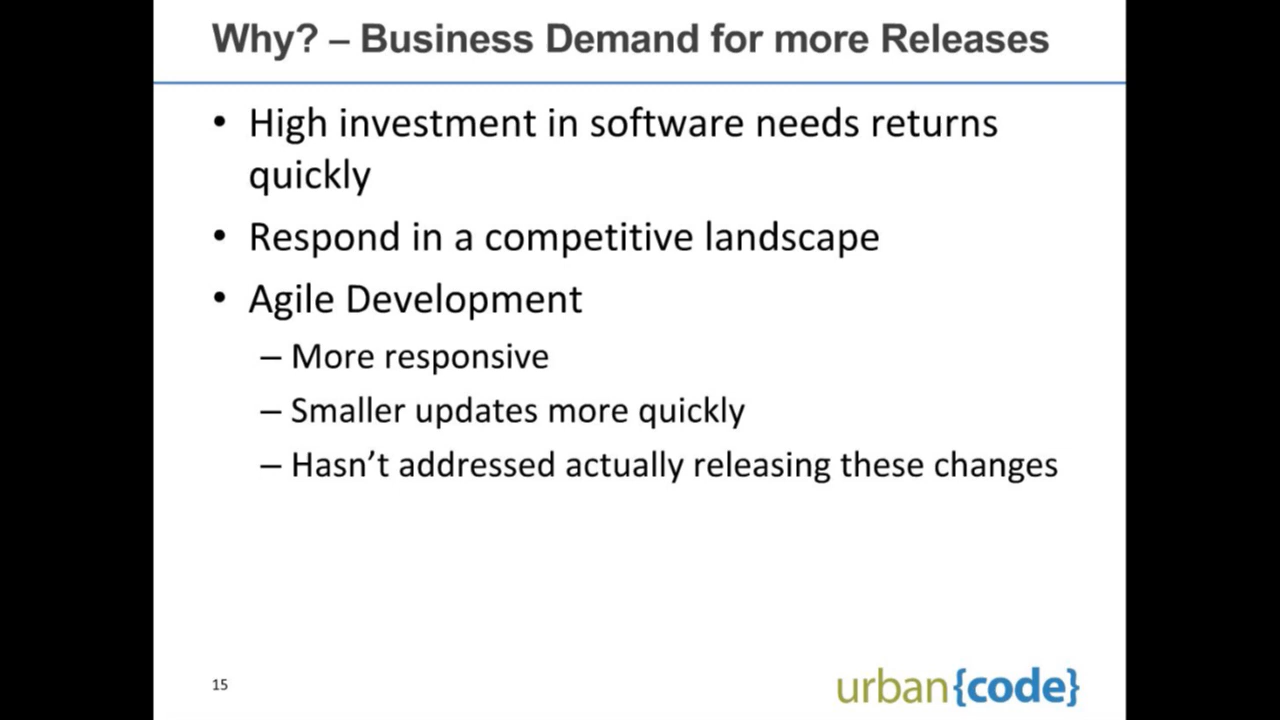 Why? – Business Demand for more Releases
• High investment in software needs returns
quickly
• Respond in a competitive landscape
• Agile Development
– More responsive
– Smaller updates more quickly
– Hasn’t addressed actually releasing these changes
15
urban{code}